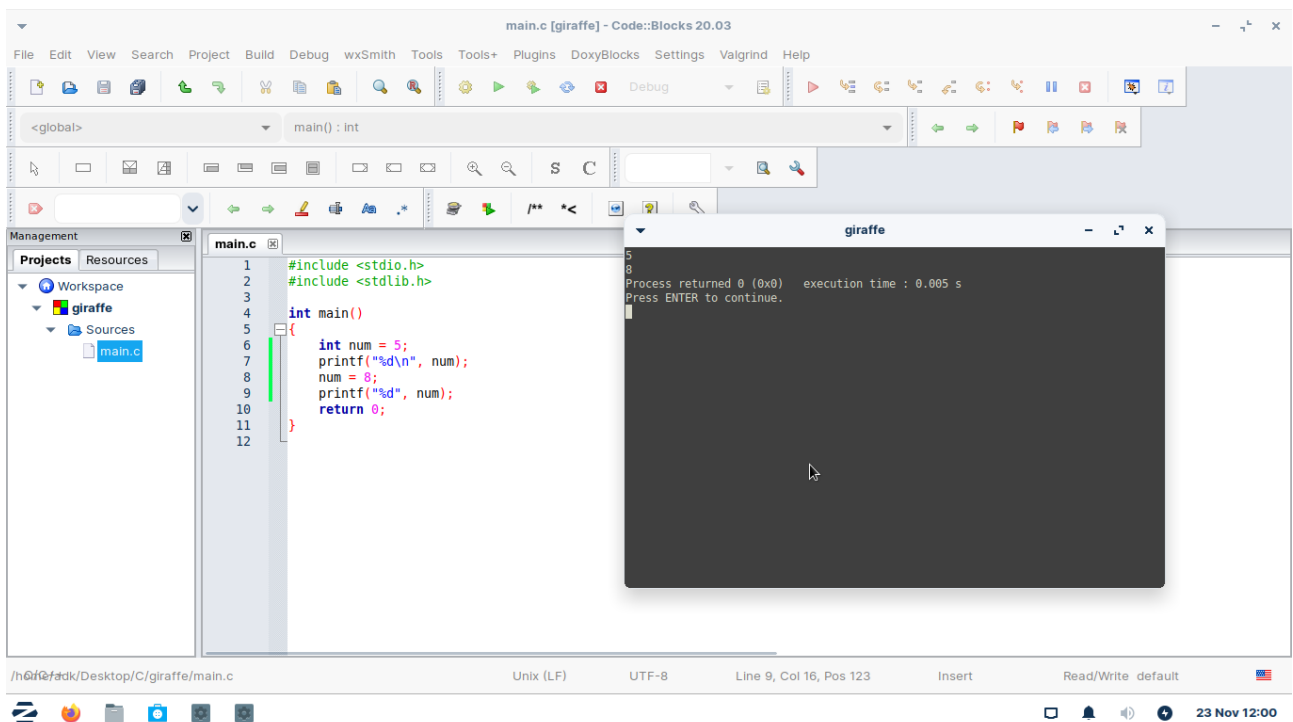 main.c [giraffe] - Code::Blocks 20.03
File Edit View Search Project Build Debug wxSmith Tools Tools+ Plugins DoxyBlocks Settings Valgrind Help
Debug
<global> main() : int
S C
/** *<
Management
Projects Resources
Workspace
giraffe
Sources
main.c
main.c
1 #include <stdio.h>
2 #include <stdlib.h>
3
4 int main()
5 {
6 int num = 5;
7 printf("%d\n", num);
8 num = 8;
9 printf("%d", num);
10 return 0;
11 }
12
giraffe
5
8
Process returned 0 (0x0) execution time : 0.005 s
Press ENTER to continue.
/Desktop/C/giraffe/main.c Unix (LF) UTF-8 Line 9, Col 16, Pos 123 Insert Read/Write default
23 Nov 12:00